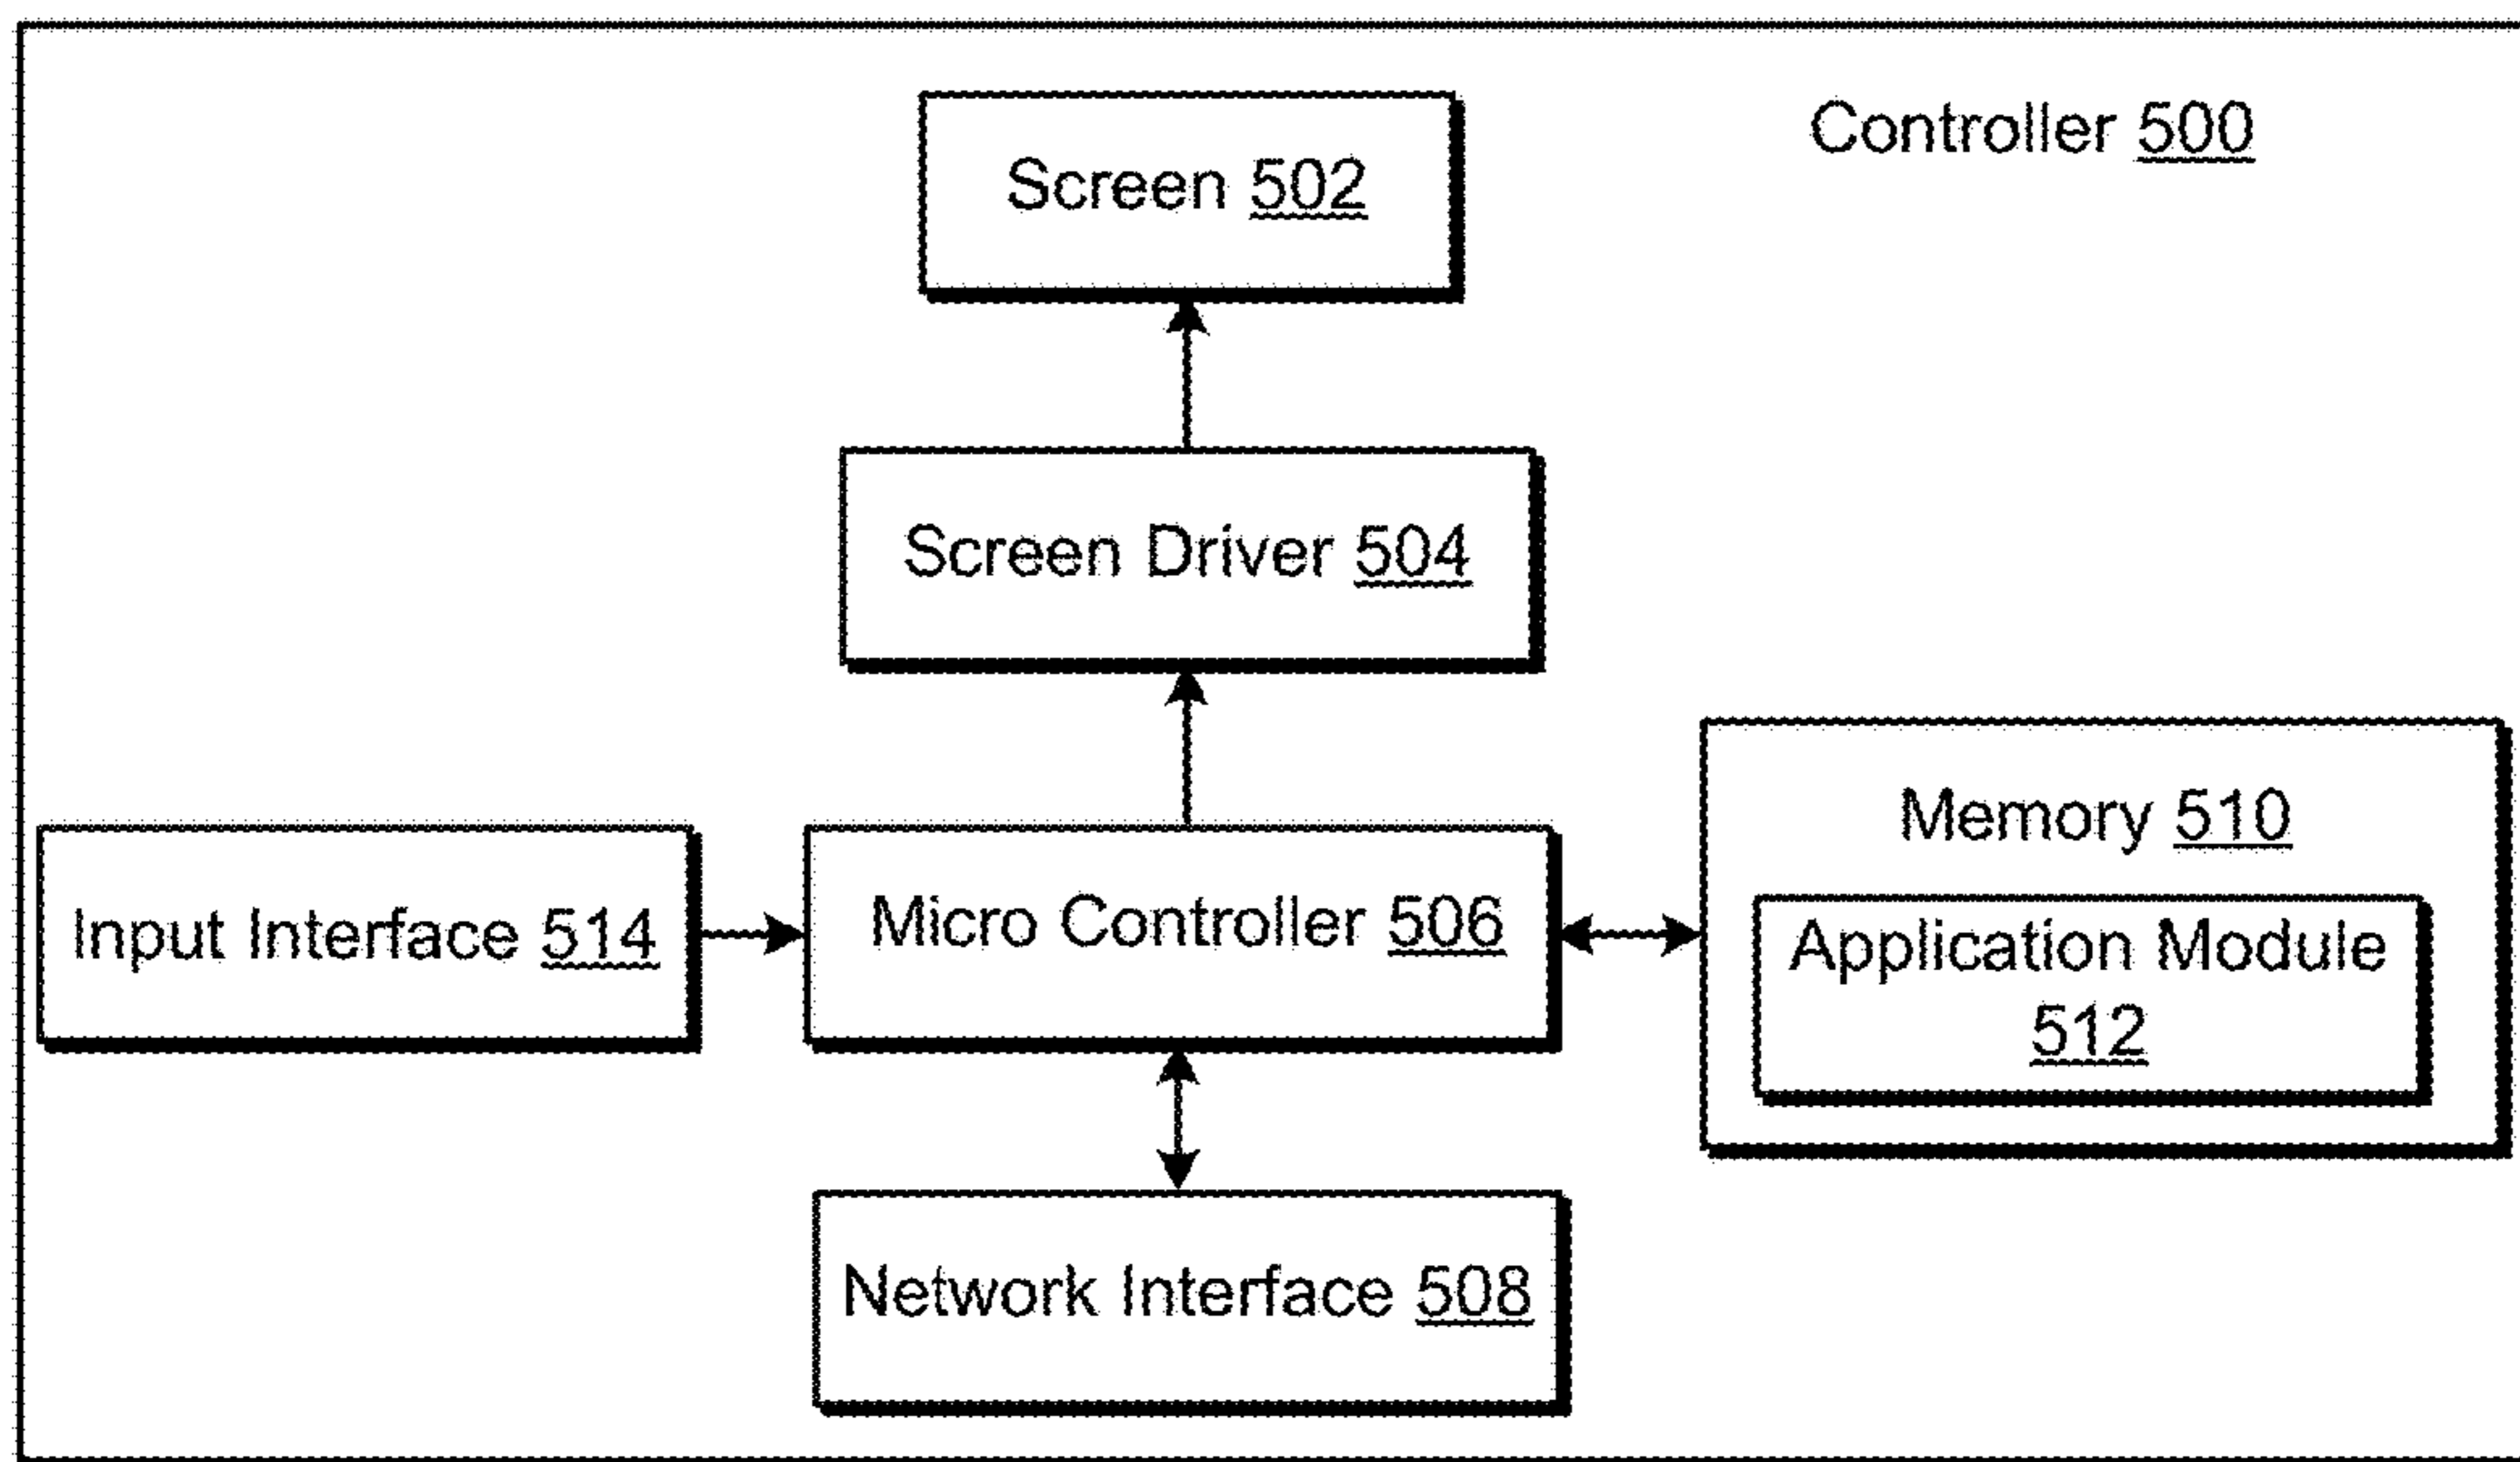 Controller 500
Screen 502
Screen Driver 504
Memory 510
Input Interface 514
Micro Controller 506
Application Module
512
Network Interface 508